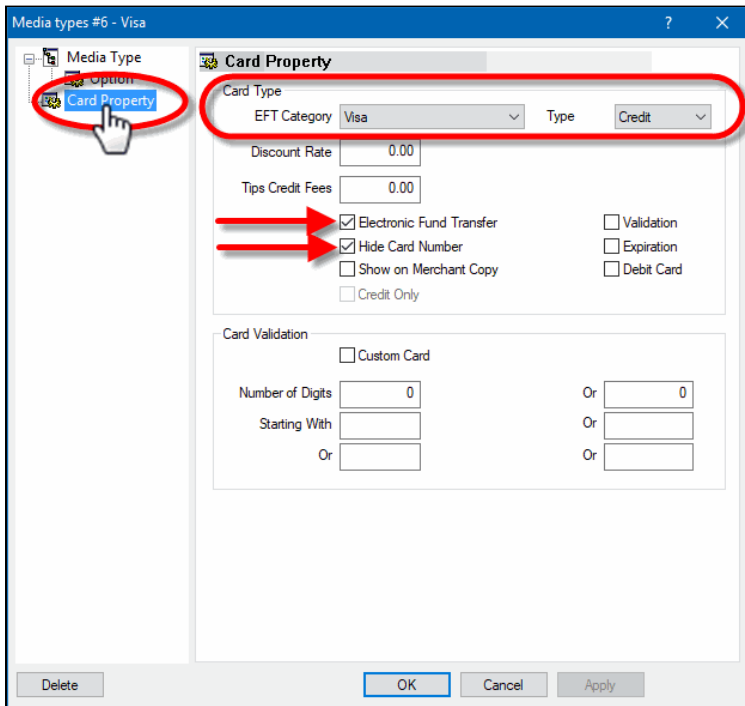 Media types #6 - Visa ?
Media Type
Option
Card Property
Card Property
Card Type
EFT Category Visa Type Credit
Discount Rate 0.00
Tips Credit Fees 0.00
Electronic Fund Transfer Validation
Hide Card Number Expiration
Show on Merchant Copy Debit Card
Credit Only
Card Validation
Custom Card
Number of Digits 0 Or 0
Starting With Or
Or Or
Delete OK Cancel Apply